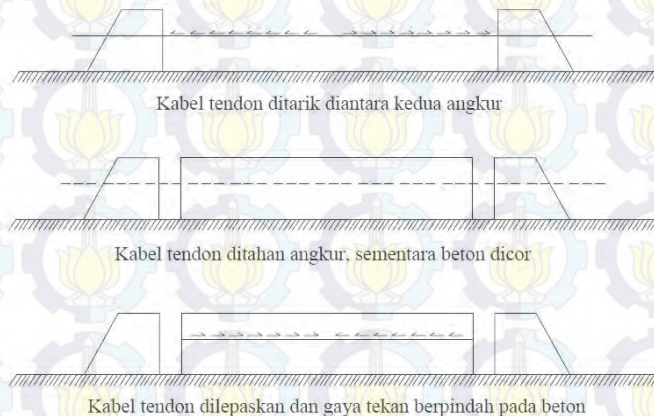 Kabel tendon ditarik diantara kedua angkur
Kabel tendon ditahan angkur, sementara beton dicor
Kabel tendon dilepaskan dan gaya tekan berpindah pada beton